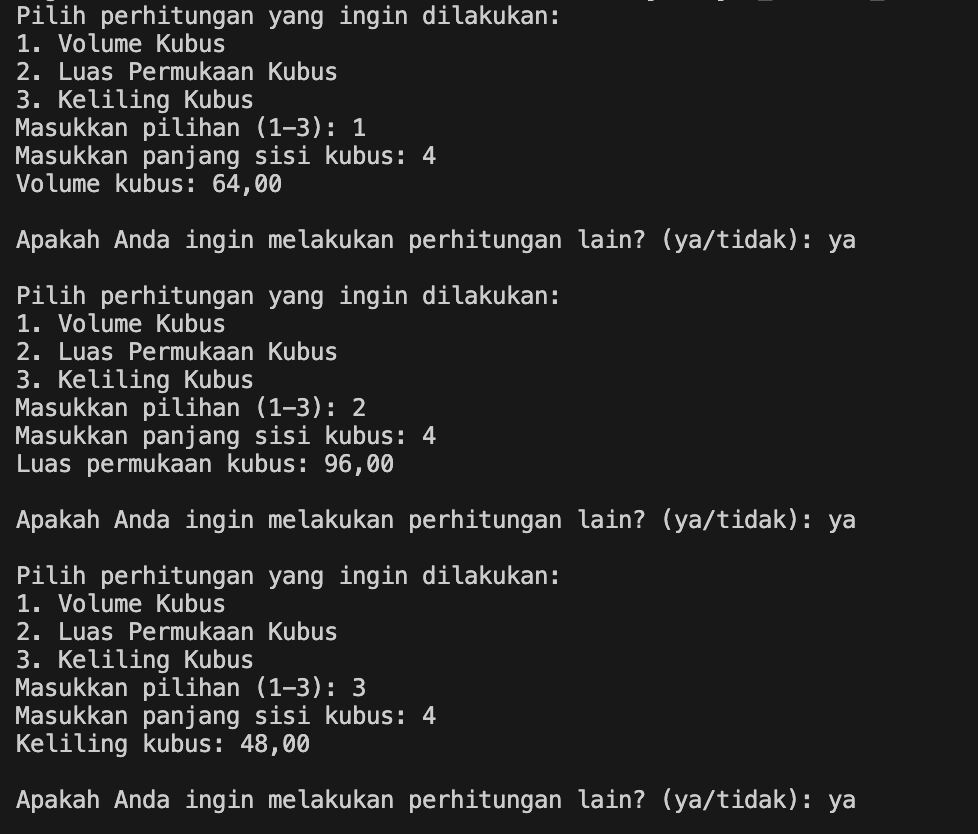 Pilih perhitungan yang ingin dilakukan:
1. Volume Kubus
2. Luas Permukaan Kubus
3. Keliling Kubus
Masukkan pilihan (1-3): 1
Masukkan panjang sisi kubus: 4
Volume kubus: 64,00
Apakah Anda ingin melakukan perhitungan lain? (ya/tidak): ya
Pilih perhitungan yang ingin dilakukan:
1. Volume Kubus
2. Luas Permukaan Kubus
3. Keliling Kubus
Masukkan pilihan (1-3): 2
Masukkan panjang sisi kubus: 4
Luas permukaan kubus: 96,00
Apakah Anda ingin melakukan perhitungan lain? (ya/tidak): ya
Pilih perhitungan yang ingin dilakukan:
1. Volume Kubus
2. Luas Permukaan Kubus
3. Keliling Kubus
Masukkan pilihan (1-3): 3
Masukkan panjang sisi kubus: 4
Keliling kubus: 48,00
Apakah Anda ingin melakukan perhitungan lain? (ya/tidak): ya